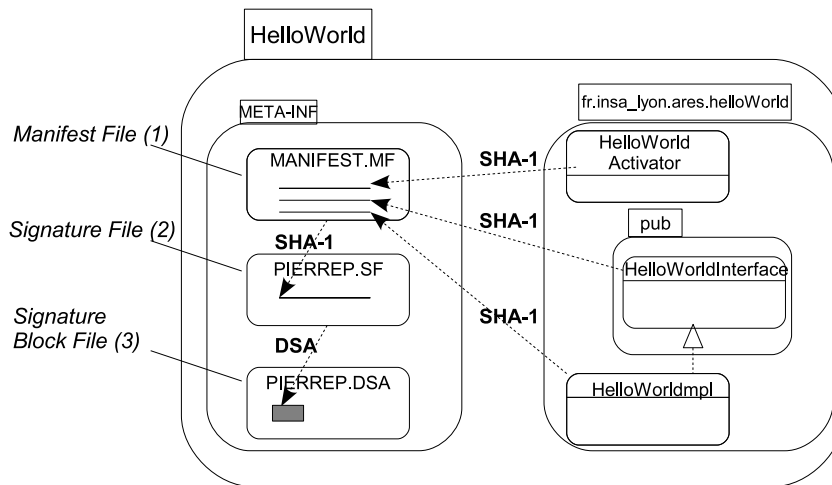 HelloWorld
META-INF
fr.insa_lyon.ares.helloWorld
Manifest File (1)
MANIFEST.MF
SHA-1
HelloWorld
Activator
Signature File (2)
SHA-1
PIERREP.SF
SHA-1
pub
HelloWorldInterface
Signature
Block File (3)
DSA
PIERREP.DSA
SHA-1
HelloWorldmpl